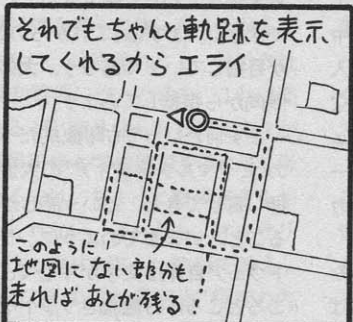 それでもちゃんと軌跡を表示
してくれるからエライ
このように
地図にない部分も
走ればあとが残る!